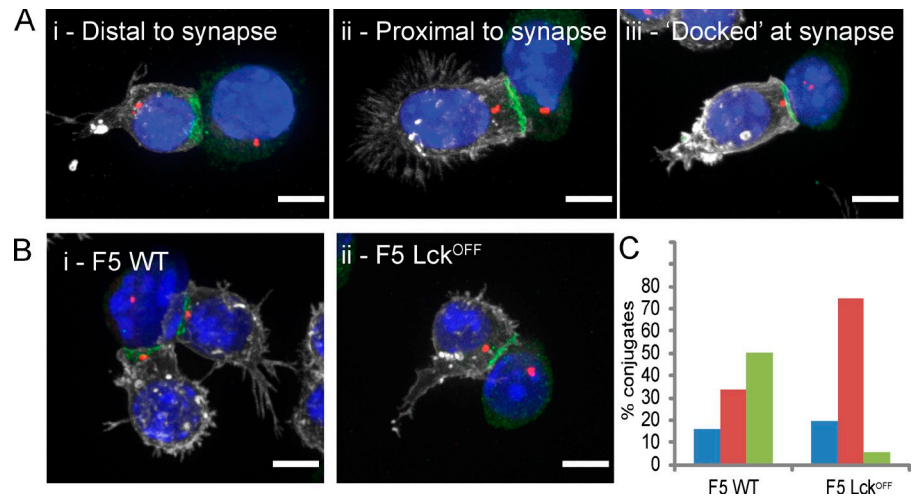 A
i - Distal to synapse
ii - Proximal to synapse
iii - 'Docked' at synapse
B
i - F5 WT
ii - F5 Lck^OFF
C
% conjugates
80
70
60
50
40
30
20
10
0
F5 WT
F5 Lck^OFF